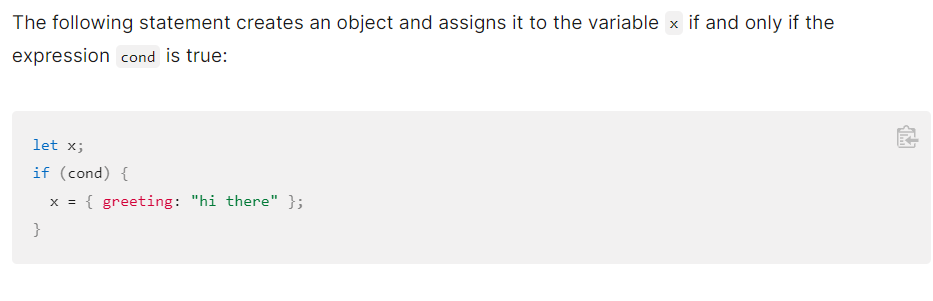 The following statement creates an object and assigns it to the variable x if and only if the
expression cond is true:
let x;
if (cond) {
  x = { greeting: "hi there" };
}